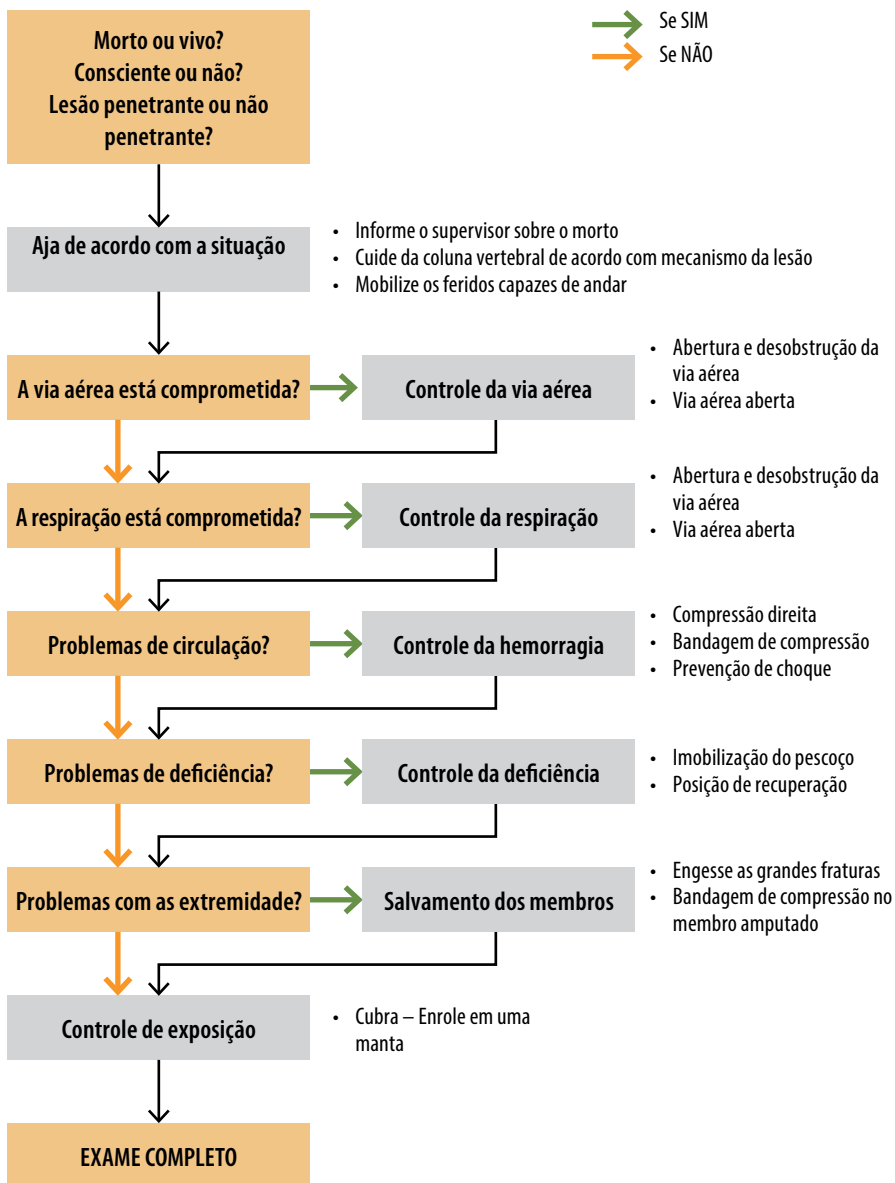 Morto ou vivo?
Consciente ou não?
Lesão penetrante ou não
penetrante?
Se SIM
Se NÃO
Aja de acordo com a situação
• Informe o supervisor sobre o morto
• Cuide da coluna vertebral de acordo com mecanismo da lesão
• Mobilize os feridos capazes de andar
A via aérea está comprometida?
Controle da via aérea
• Abertura e desobstrução da
via aérea
• Via aérea aberta
A respiração está comprometida?
Controle da respiração
• Abertura e desobstrução da
via aérea
• Via aérea aberta
Problemas de circulação?
Controle da hemorragia
• Compressão direita
• Bandagem de compressão
• Prevenção de choque
Problemas de deficiência?
Controle da deficiência
• Imobilização do pescoço
• Posição de recuperação
Problemas com as extremidade?
Salvamento dos membros
• Engesse as grandes fraturas
• Bandagem de compressão no
membro amputado
Controle de exposição
• Cubra – Enrole em uma
manta
EXAME COMPLETO